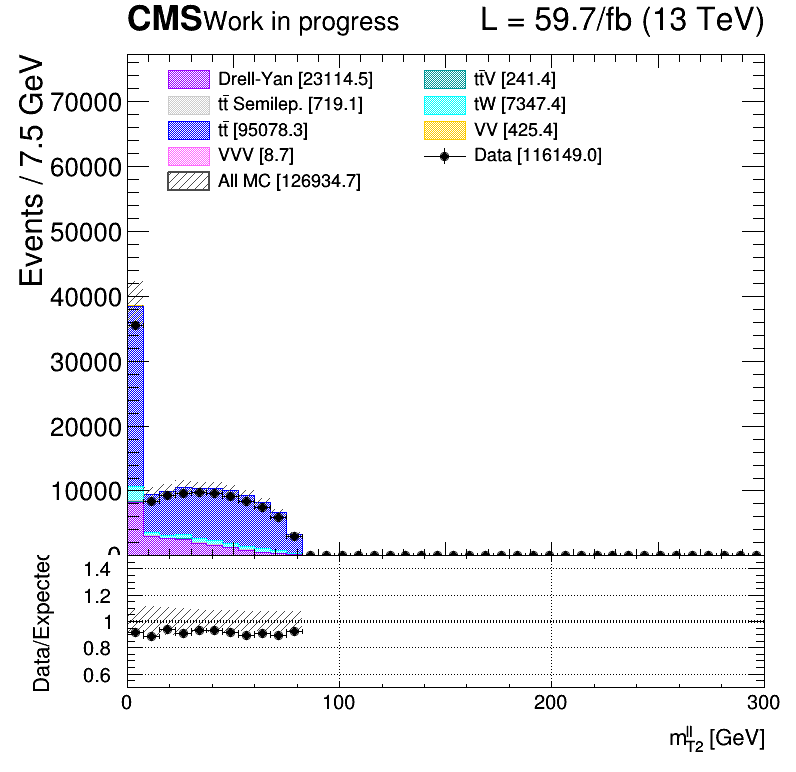 CMS Work in progress L = 59.7/fb (13 TeV)
Events / 7.5 GeV
Drell-Yan [23114.5]
tt̄ Semilep. [719.1]
tt̄ [95078.3]
VVV [8.7]
All MC [126934.7]
tt̄V [241.4]
tW [7347.4]
VV [425.4]
Data [116149.0]
70000
60000
50000
40000
30000
20000
10000
0
Data/Expected
1.4
1.2
1
0.8
0.6
0 100 200 300
m^{ll}_{T2} [GeV]